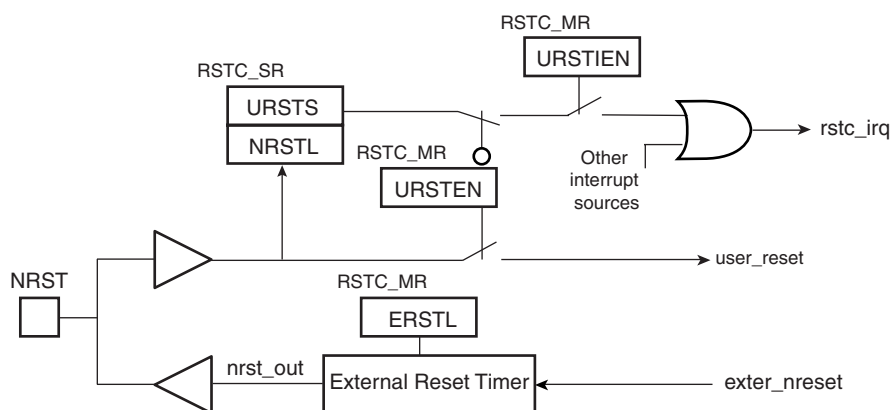 RSTC_MR
URSTIEN
RSTC_SR
URSTS
NRSTL
RSTC_MR
URSTEN
rstc_irq
Other
interrupt
sources
NRST
user_reset
RSTC_MR
ERSTL
nrst_out
External Reset Timer
exter_nreset